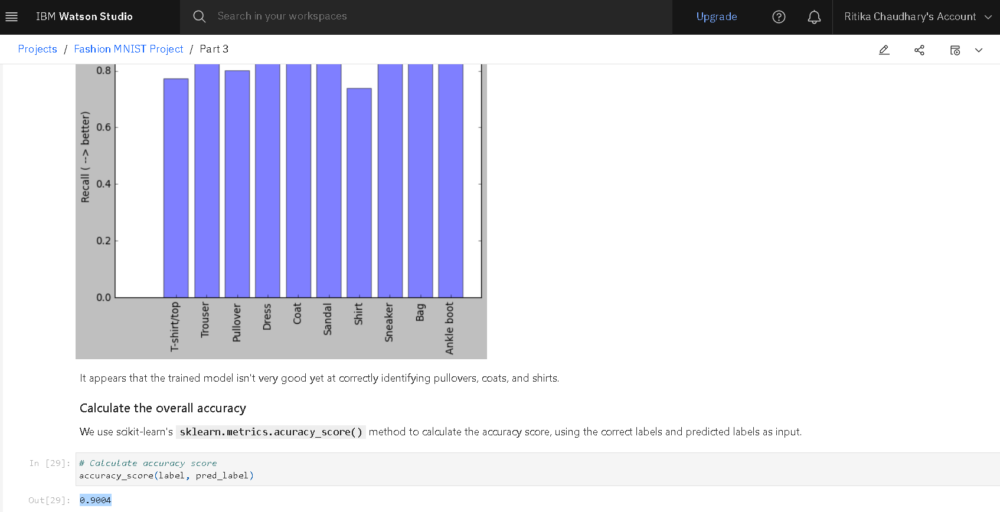 IBM Watson Studio
Search in your workspaces
Upgrade
Ritika Chaudhary's Account
Projects / Fashion MNIST Project / Part 3
0.8
0.6
0.4
0.2
0.0
Recall ( --> better)
T-shirt/top
Trouser
Pullover
Dress
Coat
Sandal
Shirt
Sneaker
Bag
Ankle boot
It appears that the trained model isn't very good yet at correctly identifying pullovers, coats, and shirts.
Calculate the overall accuracy
We use scikit-learn's sklearn.metrics.acuracy_score() method to calculate the accuracy score, using the correct labels and predicted labels as input.
In [29]: # Calculate accuracy score
accuracy_score(label, pred_label)
Out[29]: 0.9004